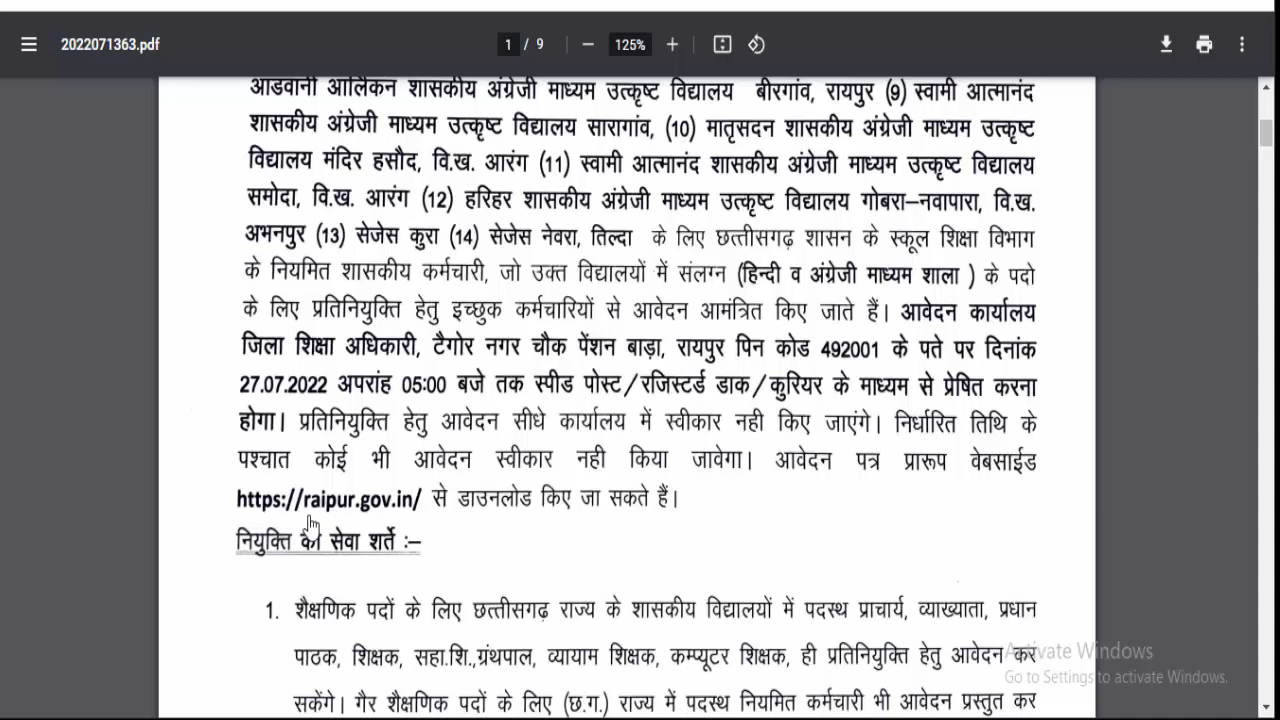 2022071363.pdf
1 / 9
125%
आडवानी आर्लिकन शासकीय अंग्रेजी माध्यम उत्कृष्ट विद्यालय बीरगांव, रायपुर (9) स्वामी आत्मानंद
शासकीय अंग्रेजी माध्यम उत्कृष्ट विद्यालय सारागांव, (10) मातृसदन शासकीय अंग्रेजी माध्यम उत्कृष्ट
विद्यालय मंदिर हसौद, वि.ख. आरंग (11) स्वामी आत्मानंद शासकीय अंग्रेजी माध्यम उत्कृष्ट विद्यालय
समोदा, वि.ख. आरंग (12) हरिहर शासकीय अंग्रेजी माध्यम उत्कृष्ट विद्यालय गोबरा–नवापारा, वि.ख.
अभनपुर (13) सेजेस कुरा (14) सेजेस नेवरा, तिल्दा के लिए छत्तीसगढ़ शासन के स्कूल शिक्षा विभाग
के नियमित शासकीय कर्मचारी, जो उक्त विद्यालयों में संलग्न (हिन्दी व अंग्रेजी माध्यम शाला ) के पदो
के लिए प्रतिनियुक्ति हेतु इच्छुक कर्मचारियों से आवेदन आमंत्रित किए जाते हैं। आवेदन कार्यालय
जिला शिक्षा अधिकारी, टैगोर नगर चौक पेंशन बाड़ा, रायपुर पिन कोड 492001 के पते पर दिनांक
27.07.2022 अपरांह 05:00 बजे तक स्पीड पोस्ट/रजिस्टर्ड डाक/कुरियर के माध्यम से प्रेषित करना
होगा। प्रतिनियुक्ति हेतु आवेदन सीधे कार्यालय में स्वीकार नही किए जाएंगे। निर्धारित तिथि के
पश्चात कोई भी आवेदन स्वीकार नही किया जावेगा। आवेदन पत्र प्रारूप वेबसाईड
https://raipur.gov.in/ से डाउनलोड किए जा सकते हैं।
नियुक्ति की सेवा शर्ते :–
1. शैक्षणिक पदों के लिए छत्तीसगढ़ राज्य के शासकीय विद्यालयों में पदस्थ प्राचार्य, व्याख्याता, प्रधान
पाठक, शिक्षक, सहा.शि.,ग्रंथपाल, व्यायाम शिक्षक, कम्प्यूटर शिक्षक, ही प्रतिनियुक्ति हेतु आवेदन कर
सकेंगे। गैर शैक्षणिक पदों के लिए (छ.ग.) राज्य में पदस्थ नियमित कर्मचारी भी आवेदन प्रस्तुत कर
Activate Windows
Go to Settings to activate Windows.